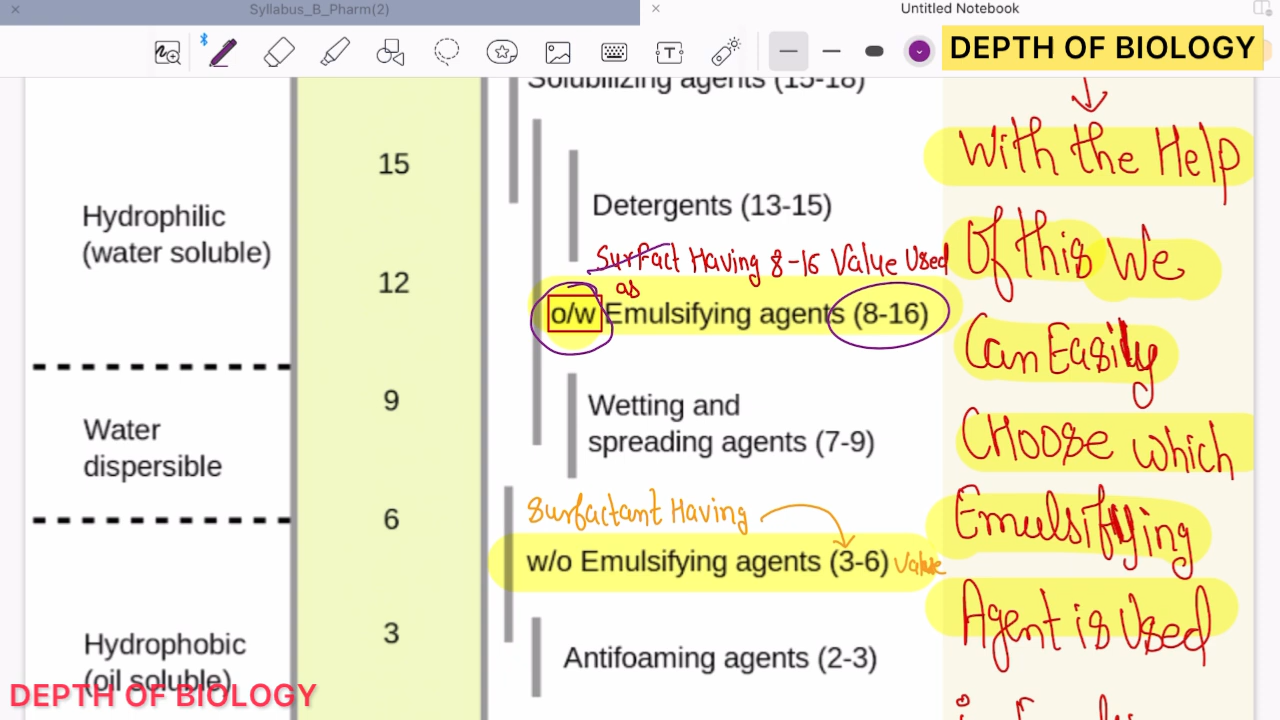 Syllabus_B_Pharm(2)
Untitled Notebook
DEPTH OF BIOLOGY
Solubilizing agents (15-18)
15
Hydrophilic
(water soluble)
Detergents (13-15)
Surfact Having 8-16 Value Used
as
12
o/w Emulsifying agents (8-16)
9
Wetting and
spreading agents (7-9)
Water
dispersible
6
Surfactant Having
w/o Emulsifying agents (3-6) Value
3
Hydrophobic
(oil soluble)
Antifoaming agents (2-3)
With the Help
Of this We
Can Easily
CHoose which
Emulsifying
Agent is Used
DEPTH OF BIOLOGY